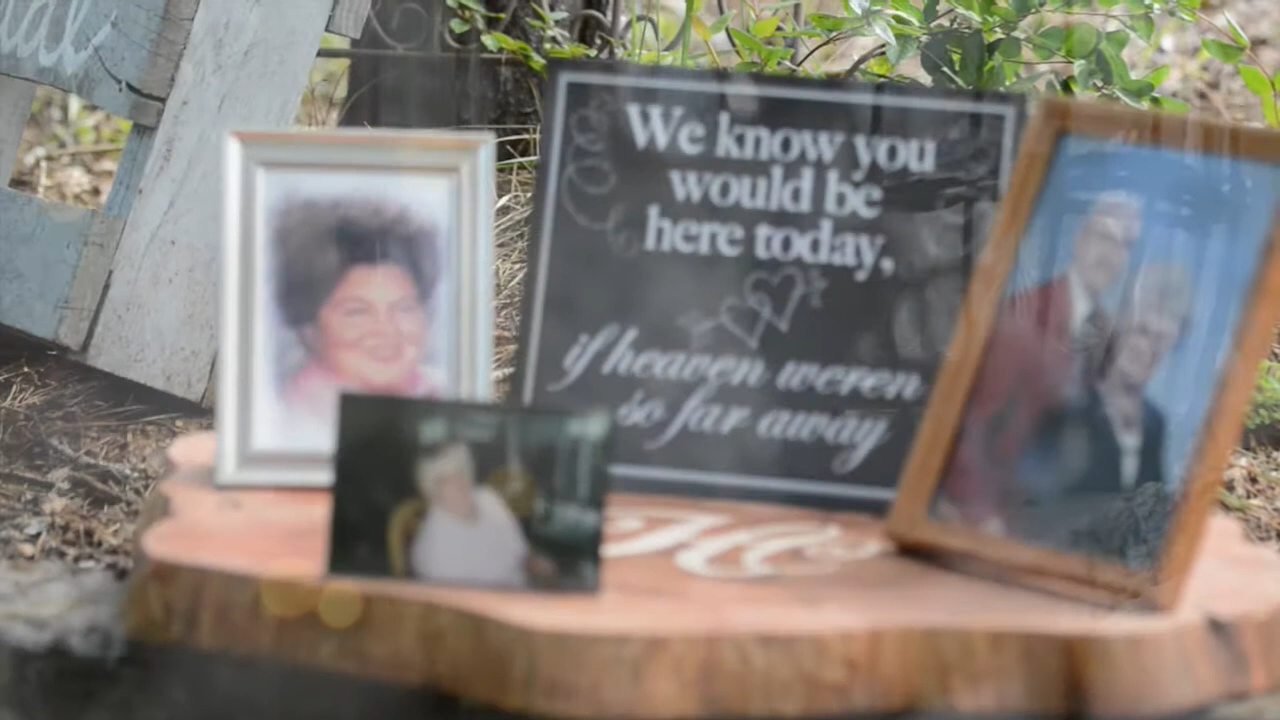 We know you
would be
here today,
if heaven weren
so far away